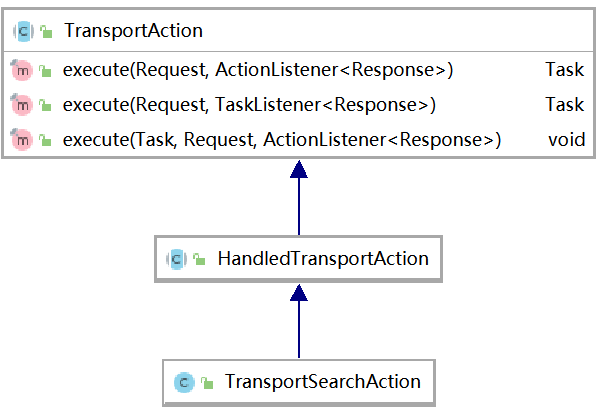 TransportAction
execute(Request, ActionListener<Response>) Task
execute(Request, TaskListener<Response>) Task
execute(Task, Request, ActionListener<Response>) void
HandledTransportAction
TransportSearchAction